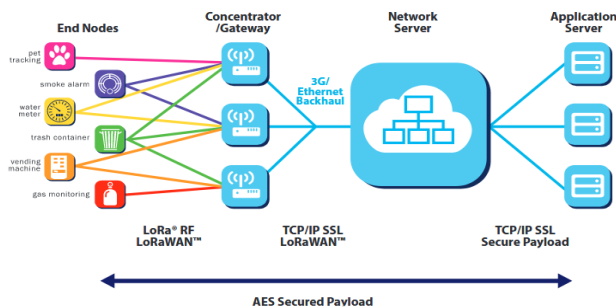 End Nodes
Concentrator
/Gateway
Network
Server
Application
Server
pet
tracking
smoke alarm
water
meter
trash container
vending
machine
gas monitoring
3G/
Ethernet
Backhaul
LoRa® RF
LoRaWAN™
TCP/IP SSL
LoRaWAN™
TCP/IP SSL
Secure Payload
AES Secured Payload